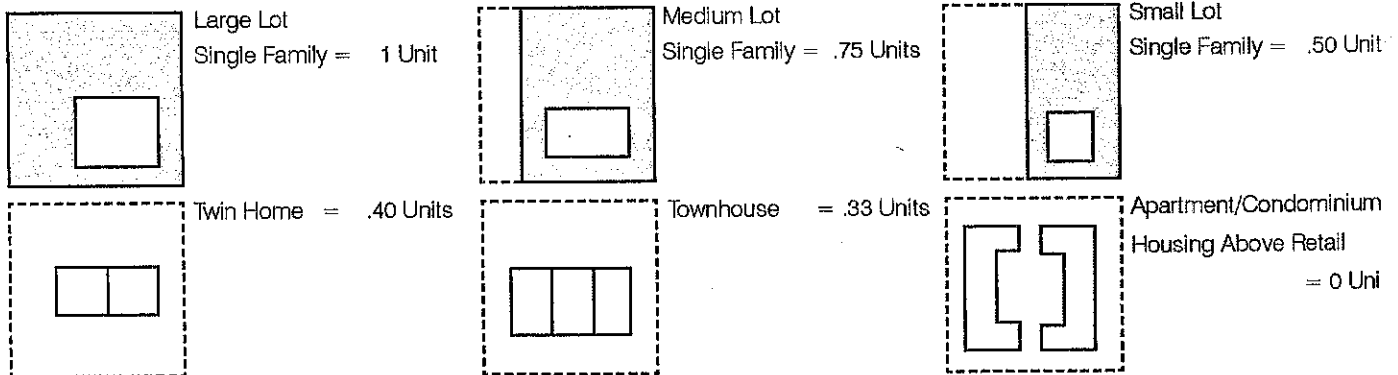 Large Lot
Single Family = 1 Unit
Medium Lot
Single Family = .75 Units
Small Lot
Single Family = .50 Unit
Twin Home = .40 Units
Townhouse = .33 Units
Apartment/Condominium
Housing Above Retail
= 0 Uni